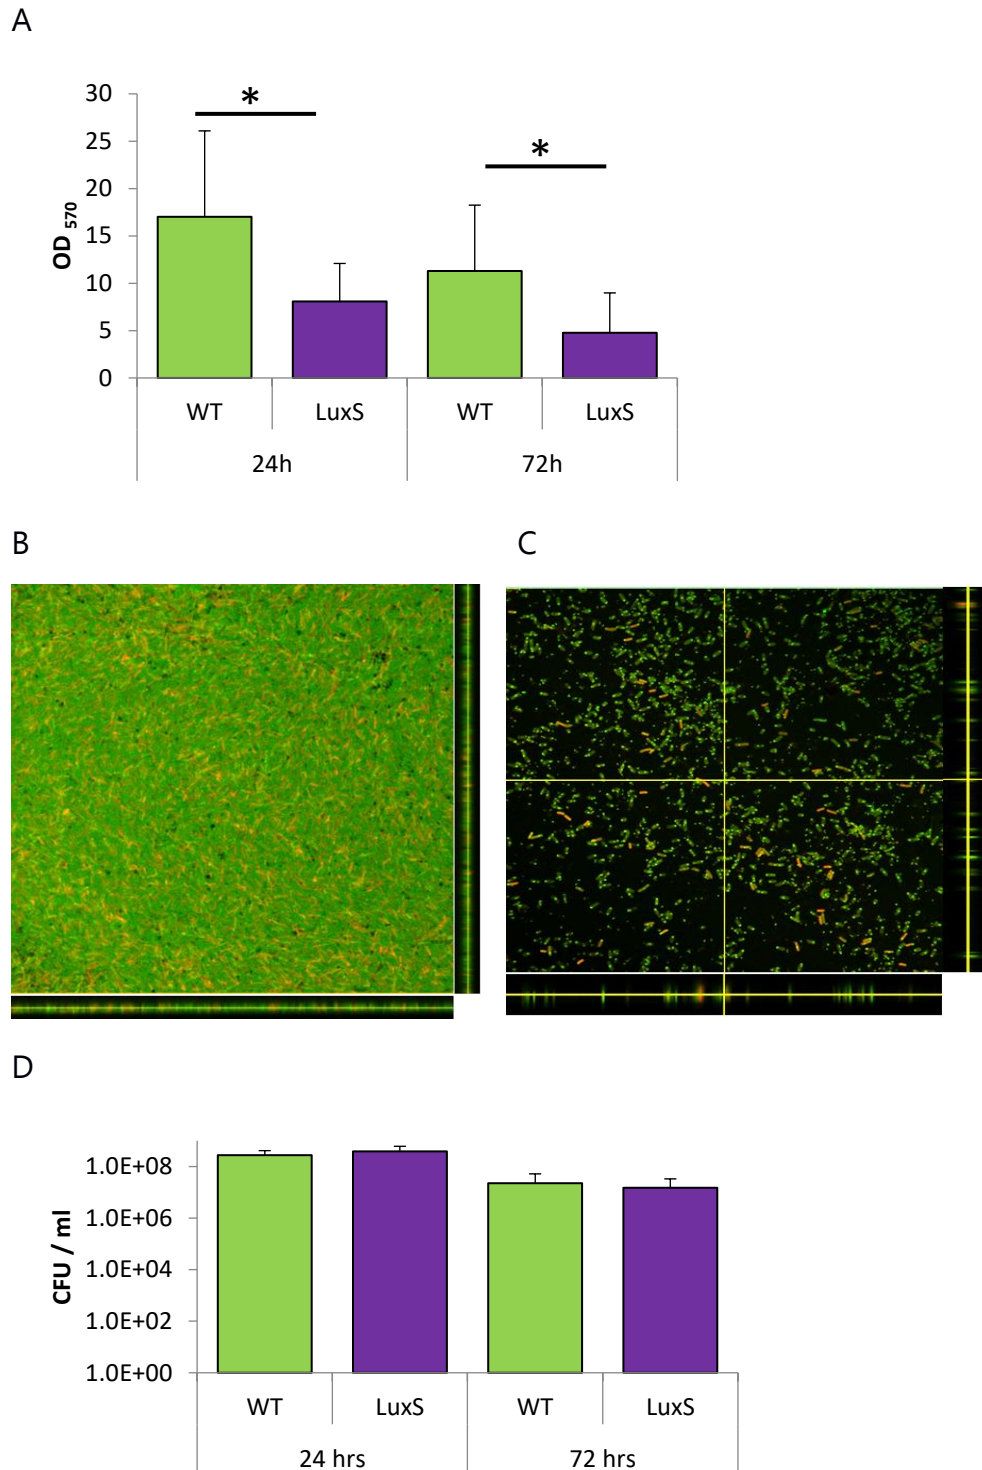 A
30
25
20
15
10
5
0
OD 570
*
*
WT LuxS WT LuxS
24h 72h
B C
D
1.0E+08
1.0E+06
1.0E+04
1.0E+02
1.0E+00
CFU / ml
WT LuxS WT LuxS
24 hrs 72 hrs